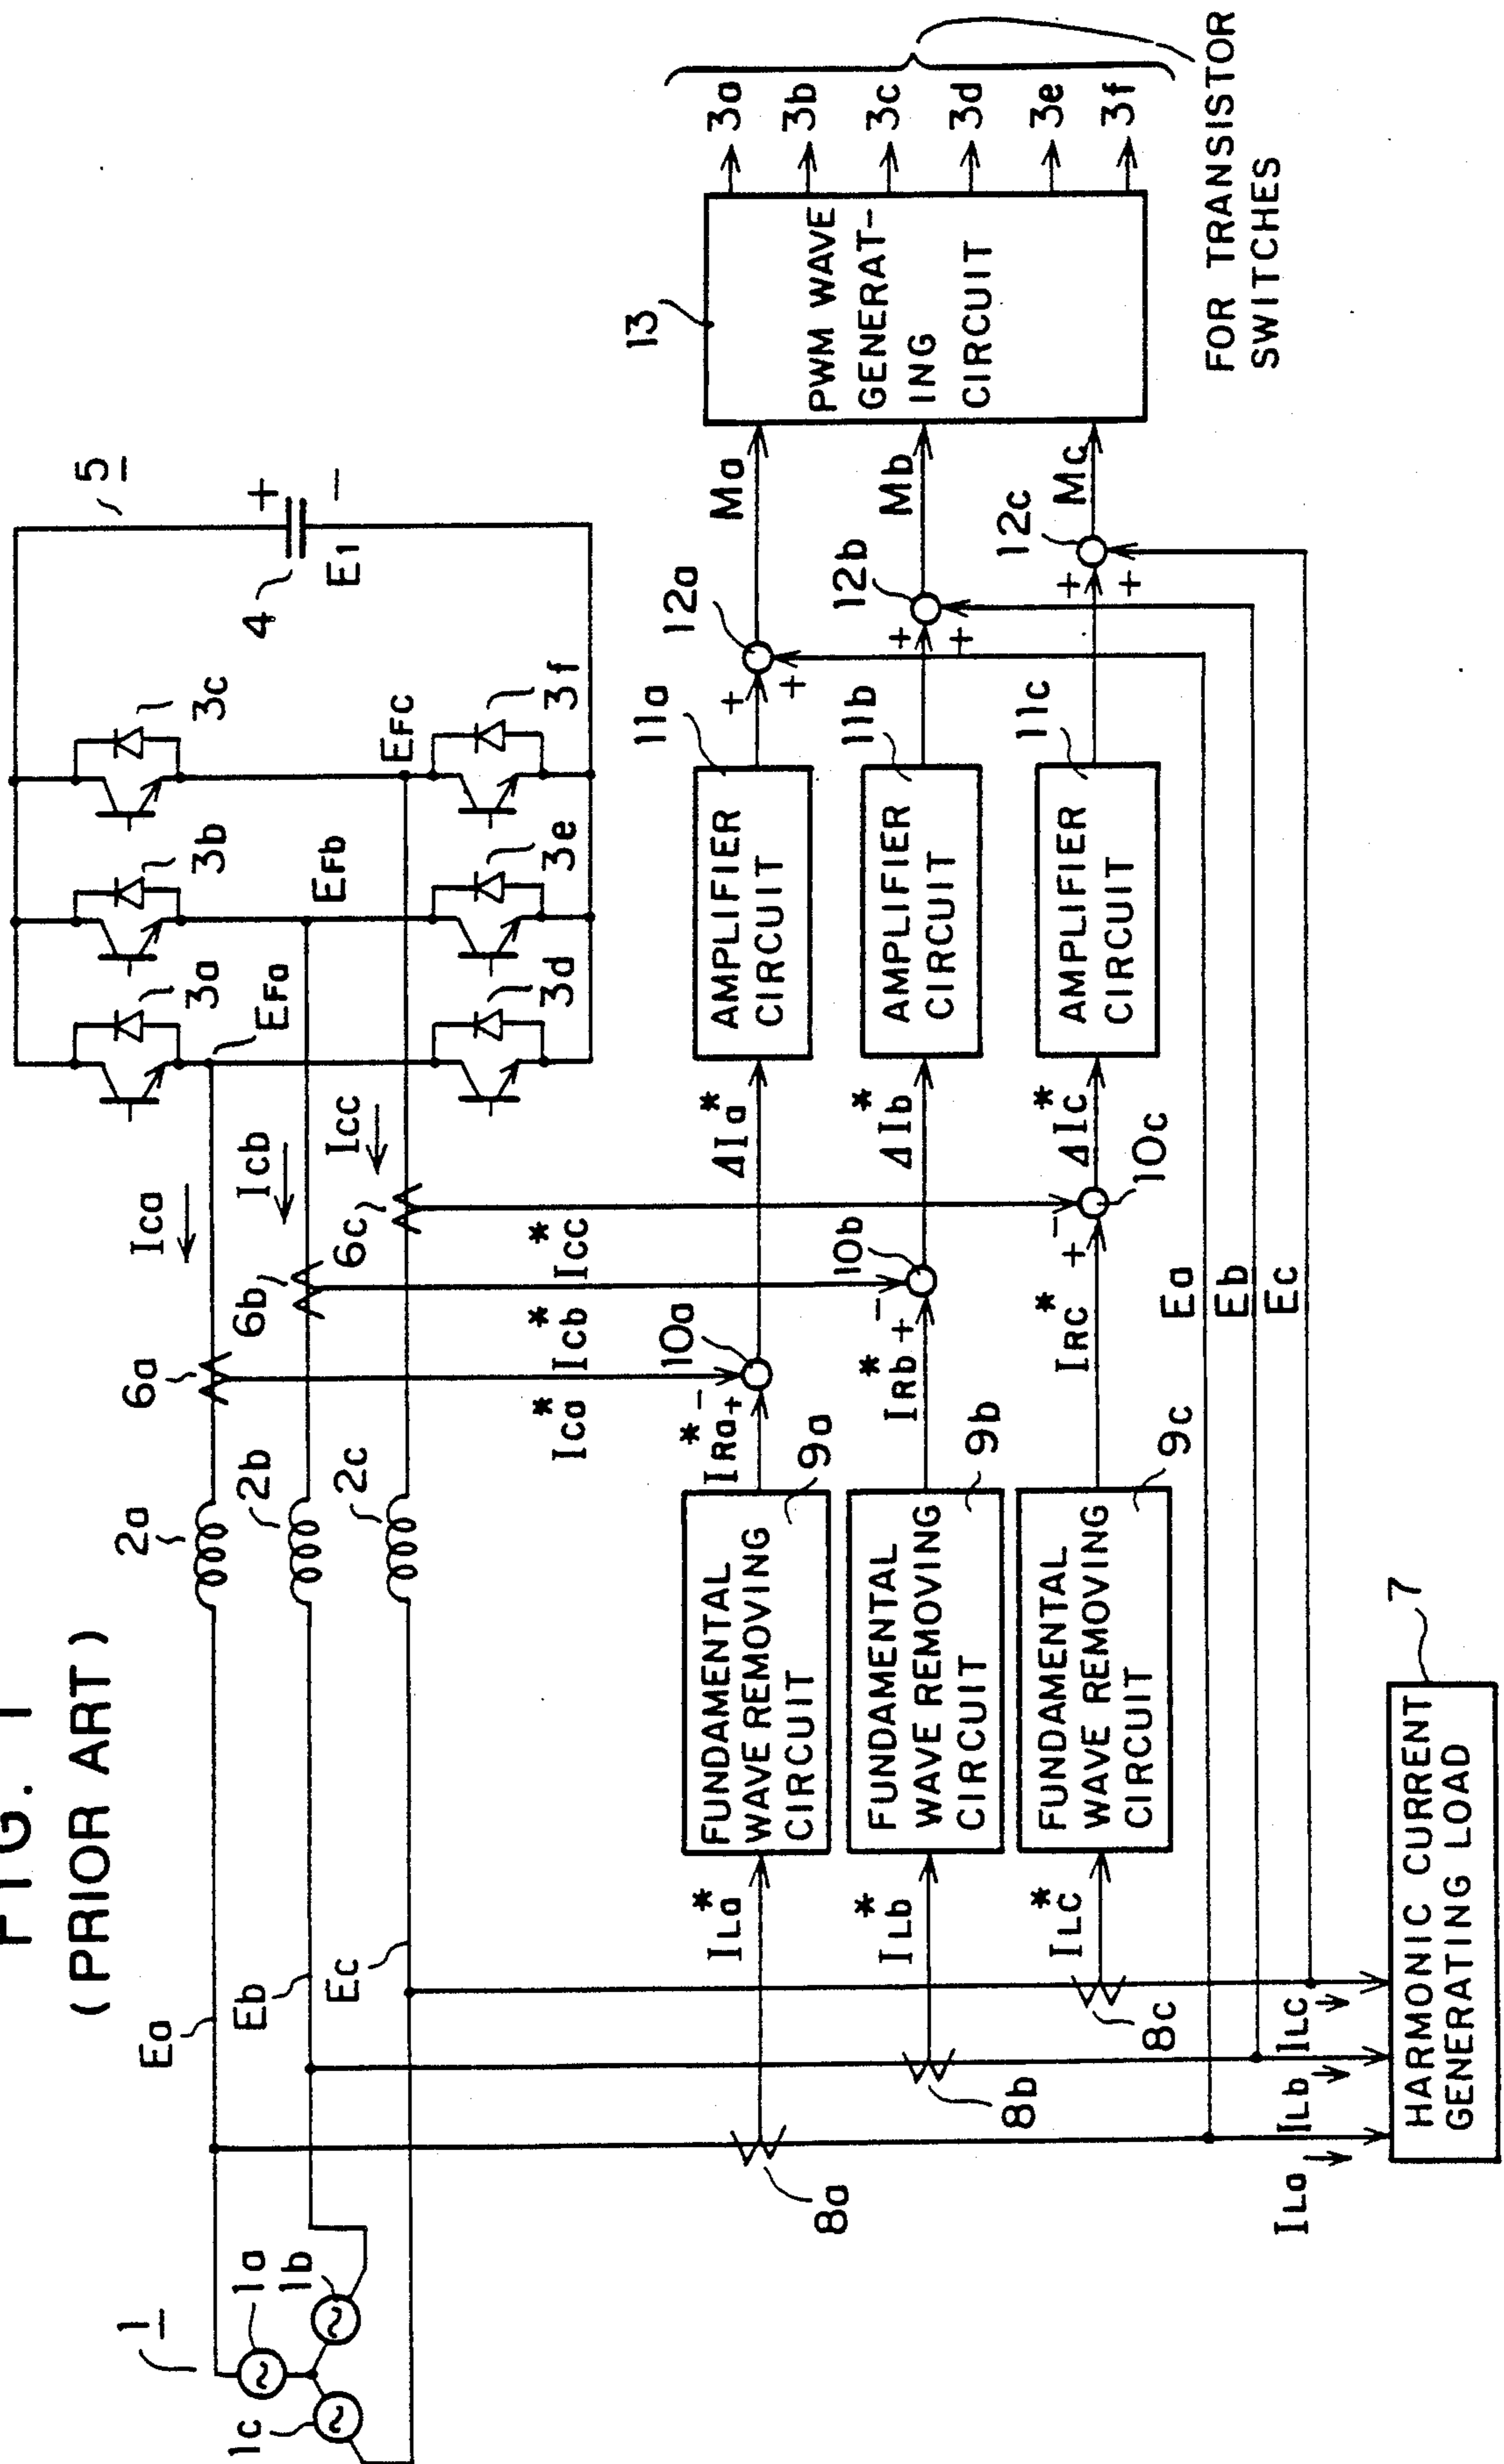 FIG. 1
(PRIOR ART)
1
1a
1b
1c
Ea
Eb
Ec
2a
2b
2c
6a
6b
6c
Ica
Icb
Icc
EFa
EFb
EFc
3a
3b
3c
3d
3e
3f
4
E1
+
−
5
I*ca
I*cb
I*cc
8a
8b
8c
I*La
I*Lb
I*Lc
FUNDAMENTAL
WAVE REMOVING
CIRCUIT
9a
FUNDAMENTAL
WAVE REMOVING
CIRCUIT
9b
FUNDAMENTAL
WAVE REMOVING
CIRCUIT
9c
I*Ra
+
−
10a
I*Rb
+
−
10b
I*Rc
+
−
10c
ΔI*a
ΔI*b
ΔI*c
AMPLIFIER
CIRCUIT
11a
AMPLIFIER
CIRCUIT
11b
AMPLIFIER
CIRCUIT
11c
+
+
12a
+
+
12b
+
+
12c
Ma
Mb
Mc
13
PWM WAVE
GENERAT-
ING
CIRCUIT
3a
3b
3c
3d
3e
3f
FOR TRANSISTOR
SWITCHES
Ea
Eb
Ec
ILa
ILb
ILc
HARMONIC CURRENT
GENERATING LOAD
7